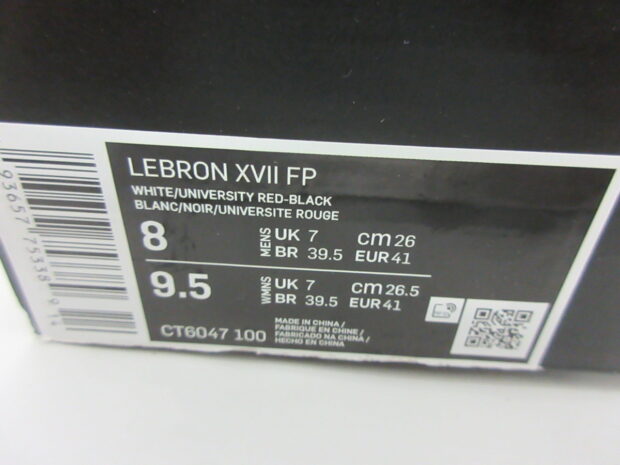 LEBRON XVII FP
WHITE/UNIVERSITY RED-BLACK
BLANC/NOIR/UNIVERSITE ROUGE
8 MENS UK 7 cm 26
BR 39.5 EUR 41
9.5 WMNS UK 7 cm 26.5
BR 39.5 EUR 41
CT6047 100
MADE IN CHINA /
FABRIQUE EN CHINE /
FABRICADO NA CHINA /
HECHO EN CHINA
93657 75338